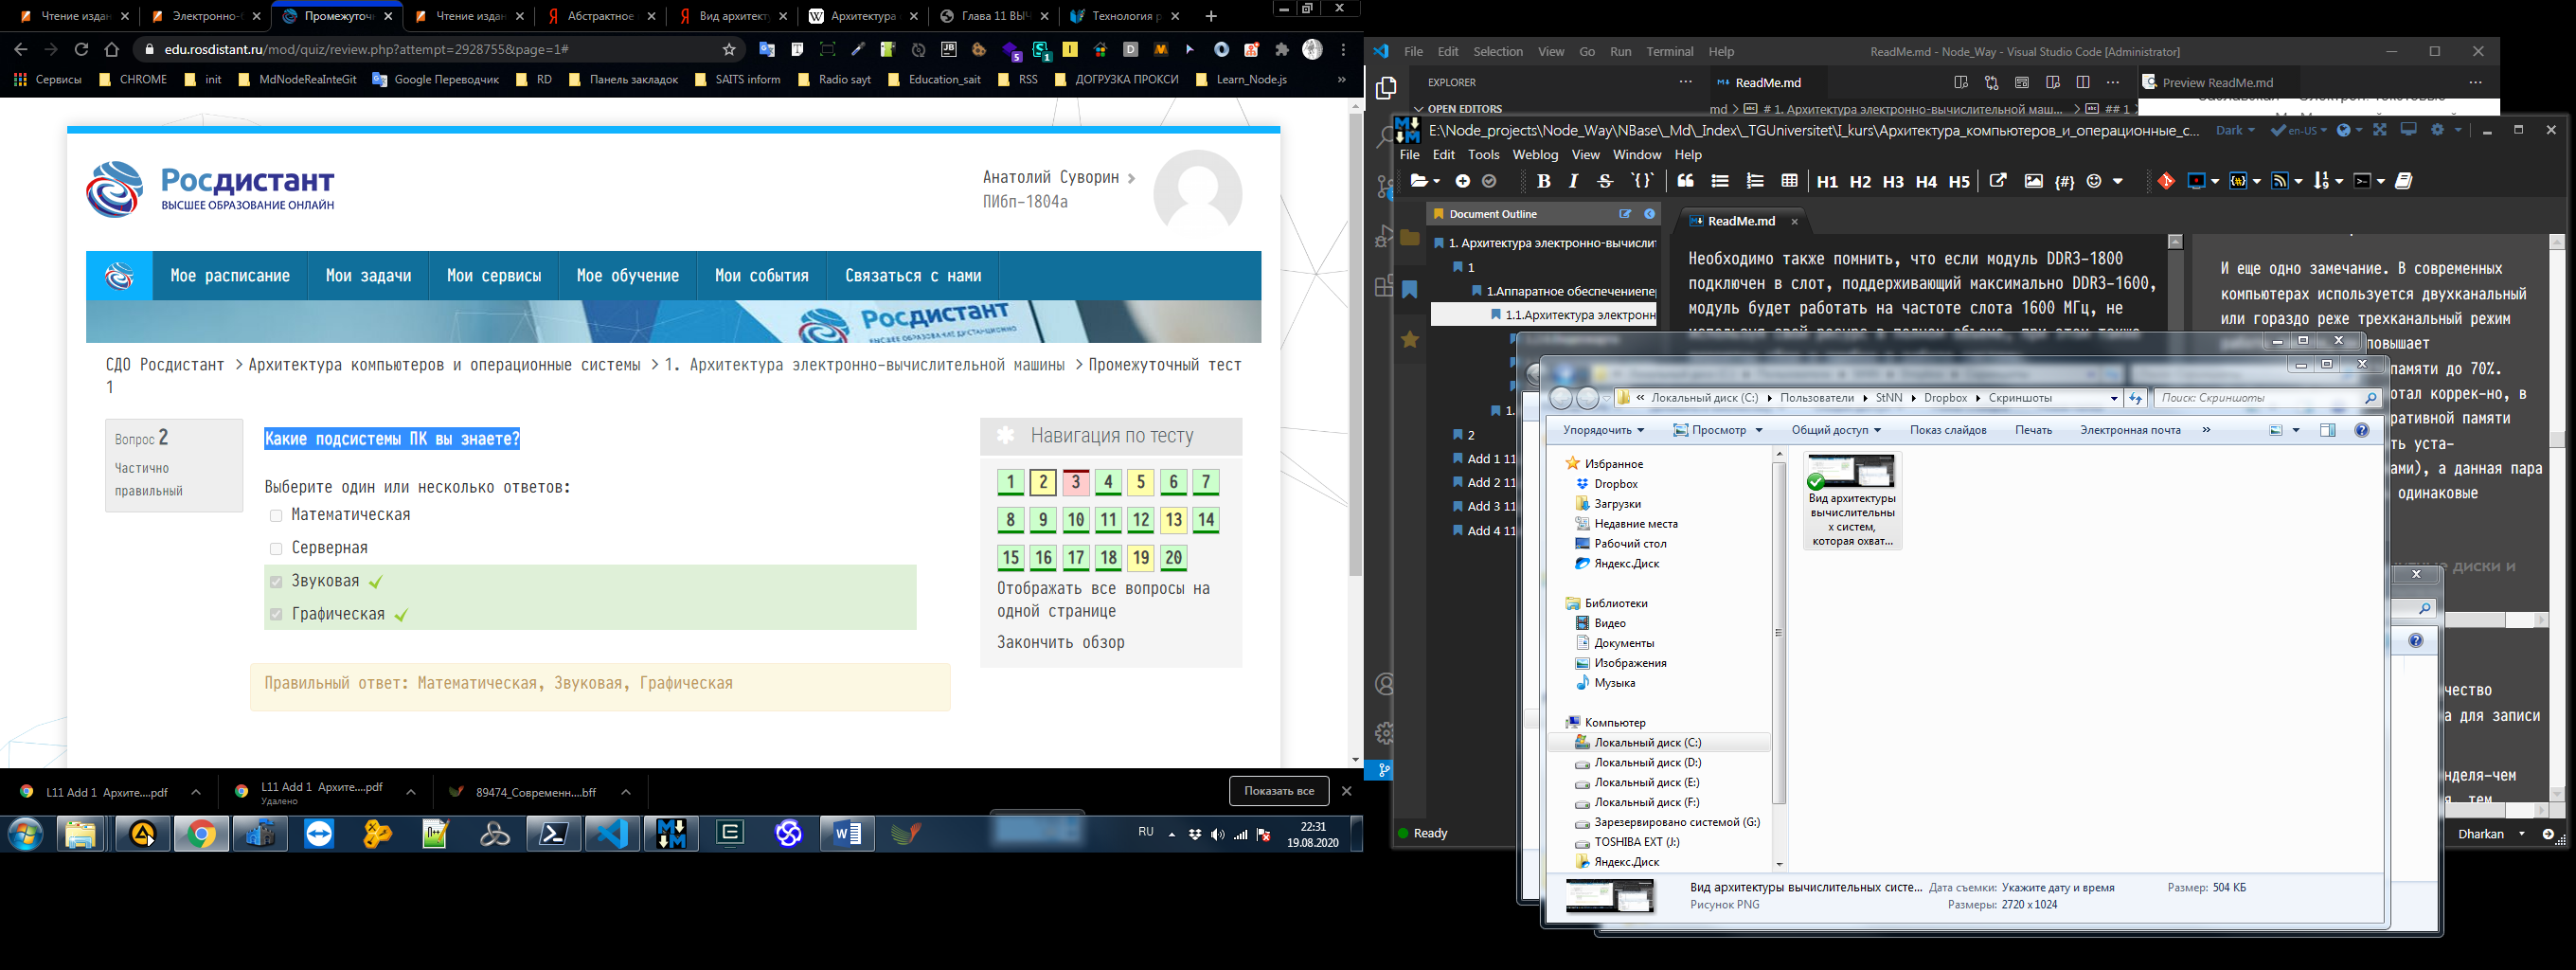 Чтение издан
Электронно-
Промежуточн
Чтение издан
Абстрактное
Вид архитект
Архитектура
Глава 11 ВЫЧ
Технология р
edu.rosdistant.ru/mod/quiz/review.php?attempt=2928755&page=1#
Сервисы
CHROME
init
MdNodeReaInteGit
Google Переводчик
RD
Панель закладок
SAITS inform
Radio sayt
Education_sait
RSS
ДОГРУЗКА ПРОКСИ
Learn_Node.js
»
Росдистант
ВЫСШЕЕ ОБРАЗОВАНИЕ ОНЛАЙН
Анатолий Суворин
ПИбп-1804а
Мое расписание
Мои задачи
Мои сервисы
Мое обучение
Мои события
Связаться с нами
Росдистант
СДО Росдистант > Архитектура компьютеров и операционные системы > 1. Архитектура электронно-вычислительной машины > Промежуточный тест
1
Вопрос 2
Частично
правильный
Какие подсистемы ПК вы знаете?
Выберите один или несколько ответов:
Математическая
Серверная
Звуковая
Графическая
Правильный ответ: Математическая, Звуковая, Графическая
Навигация по тесту
1 2 3 4 5 6 7
8 9 10 11 12 13 14
15 16 17 18 19 20
Отображать все вопросы на
одной странице
Закончить обзор
L11 Add 1 Архите....pdf
L11 Add 1 Архите....pdf
Удалено
89474_Современн....bff
Показать все
RU
22:31
19.08.2020
File Edit Selection View Go Run Terminal Help
ReadMe.md - Node_Way - Visual Studio Code [Administrator]
EXPLORER
OPEN EDITORS
ReadMe.md
Preview ReadMe.md
md > # 1. Архитектура электронно-вычислительной маш... > ## 1
E:\Node_projects\Node_Way\NBase\_Md\_Index\_TGUniversitet\I_kurs\Архитектура_компьютеров_и_операционные_с...
Dark
en-US
File Edit Tools Weblog View Window Help
B I S H1 H2 H3 H4 H5
Document Outline
1. Архитектура электронно-вычислит
1
1.Аппаратное обеспечениепер
1.1.Архитектура электронн
1.
2
Add 1 11
Add 2 11
Add 3 11
Add 4 11
ReadMe.md
Необходимо также помнить, что если модуль DDR3-1800
подключен в слот, поддерживающий максимально DDR3-1600,
модуль будет работать на частоте слота 1600 МГц, не
И еще одно замечание. В современных
компьютерах используется двухканальный
или гораздо реже трехканальный режим
повышает
памяти до 70%.
отал коррек-но, в
ративной памяти
ть уста-
ами), а данная пара
одинаковые
диски и
чество
а для записи
нделя-чем
Ready
Dharkan
Локальный диск (C:)
Пользователи
StNN
Dropbox
Скриншоты
Поиск: Скриншоты
Упорядочить
Просмотр
Общий доступ
Показ слайдов
Печать
Электронная почта
»
Избранное
Dropbox
Загрузки
Недавние места
Рабочий стол
Яндекс.Диск
Библиотеки
Видео
Документы
Изображения
Музыка
Компьютер
Локальный диск (C:)
Локальный диск (D:)
Локальный диск (E:)
Локальный диск (F:)
Зарезервировано системой (G:)
TOSHIBA EXT (J:)
Яндекс.Диск
Вид архитектуры
вычислительны
х систем,
которая охват...
Вид архитектуры вычислительных систе...
Рисунок PNG
Дата съемки: Укажите дату и время
Размеры: 2720 x 1024
Размер: 504 КБ